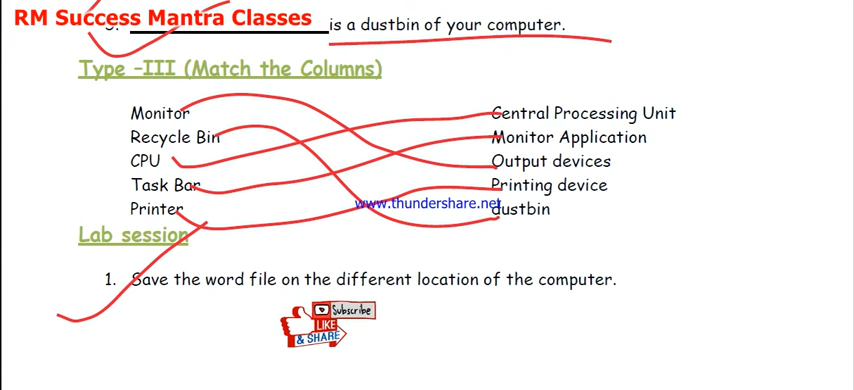 RM Success Mantra Classes
is a dustbin of your computer.
Type -III (Match the Columns)
Monitor Central Processing Unit
Recycle Bin Monitor Application
CPU Output devices
Task Bar Printing device
Printer dustbin
www.thundershare.net
Lab session
1. Save the word file on the different location of the computer.
Subscribe
LIKE
& SHARE